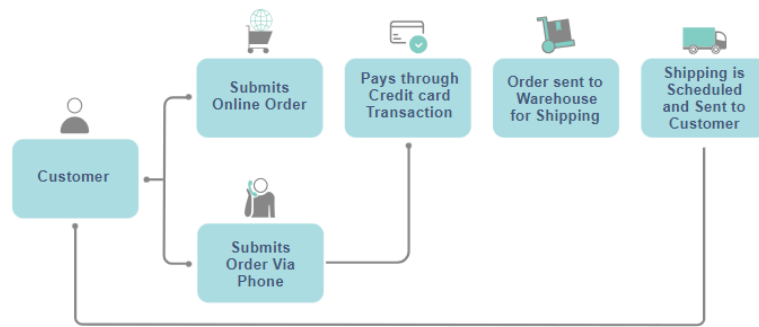 Submits
Online Order
Pays through
Credit card
Transaction
Order sent to
Warehouse
for Shipping
Shipping is
Scheduled
and Sent to
Customer
Customer
Submits
Order Via
Phone